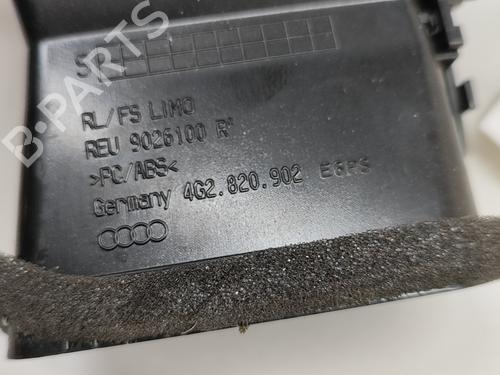 S
RL/FS LIMO
REU 9026100 R*
>PC/ABS<
Germany 4G2.820.902 E6PS
B-PARTS